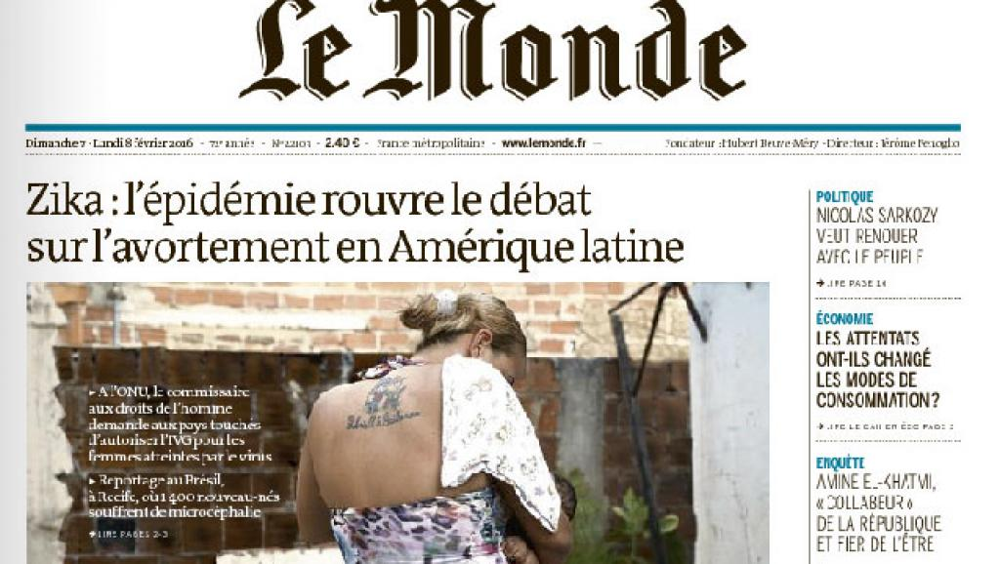 Le Monde
Dimanche 7 - Lundi 8 février 2016 - 72e année - 2.40 € - France métropolitaine - www.lemonde.fr — Fondateur : Hubert Beuve-Méry - Directeur : Jérôme Fenoglio
Zika : l'épidémie rouvre le débat
sur l'avortement en Amérique latine
▸ A l'ONU, le commissaire
aux droits de l'homme
demande aux pays touchés
d'autoriser l'IVG pour les
femmes atteintes par le virus
▸ Reportage au Brésil,
à Recife, où 1 400 nouveau-nés
souffrent de microcéphalie
→ LIRE PAGES 2-3
POLITIQUE
NICOLAS SARKOZY
VEUT RENOUER
AVEC LE PEUPLE
→ LIRE PAGE
ÉCONOMIE
LES ATTENTATS
ONT-ILS CHANGÉ
LES MODES DE
CONSOMMATION ?
→ LIRE LE CAHIER ÉCO PAGE
ENQUÊTE
AMINE EL-KHATMI,
« COLLABEUR »
DE LA RÉPUBLIQUE
ET FIER DE L'ÊTRE